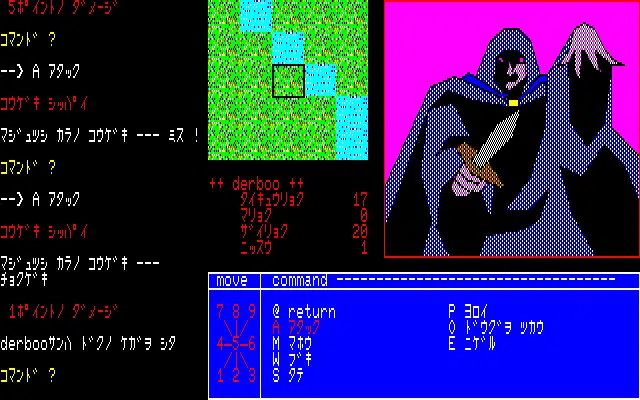 5ポイントノ ダメージ
コマンド ?
--> A アタック
コウゲキ シッパイ
マジュツシ カラノ コウゲキ --- ミス !
コマンド ?
--> A アタック
コウゲキ シッパイ
マジュツシ カラノ コウゲキ ---
チョクゲキ
1ポイントノ ダメージ
derbooサンハ ドクノ ケガヲ シタ
コマンド ?
++ derboo ++
タイキュウリョク 17
マリョク 0
ザイリョク 20
ニッスウ 1
move
7 8 9
4-5-6
1 2 3
command ----------------------------------
@ return
A アタック
M マホウ
W ブキ
S タテ
P ヨロイ
O ドウグヲ ツカウ
E ニゲル